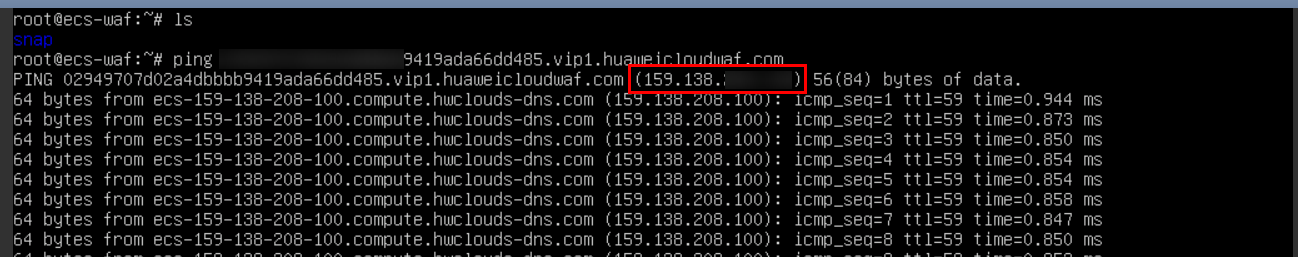 root@ecs-waf:~# ls
snap
root@ecs-waf:~# ping 9419ada66dd485.vip1.huaweicloudwaf.com
PING 02949707d02a4dbbbb9419ada66dd485.vip1.huaweicloudwaf.com (159.138. ) 56(84) bytes of data.
64 bytes from ecs-159-138-208-100.compute.hwclouds-dns.com (159.138.208.100): icmp_seq=1 ttl=59 time=0.944 ms
64 bytes from ecs-159-138-208-100.compute.hwclouds-dns.com (159.138.208.100): icmp_seq=2 ttl=59 time=0.873 ms
64 bytes from ecs-159-138-208-100.compute.hwclouds-dns.com (159.138.208.100): icmp_seq=3 ttl=59 time=0.850 ms
64 bytes from ecs-159-138-208-100.compute.hwclouds-dns.com (159.138.208.100): icmp_seq=4 ttl=59 time=0.854 ms
64 bytes from ecs-159-138-208-100.compute.hwclouds-dns.com (159.138.208.100): icmp_seq=5 ttl=59 time=0.854 ms
64 bytes from ecs-159-138-208-100.compute.hwclouds-dns.com (159.138.208.100): icmp_seq=6 ttl=59 time=0.858 ms
64 bytes from ecs-159-138-208-100.compute.hwclouds-dns.com (159.138.208.100): icmp_seq=7 ttl=59 time=0.847 ms
64 bytes from ecs-159-138-208-100.compute.hwclouds-dns.com (159.138.208.100): icmp_seq=8 ttl=59 time=0.850 ms